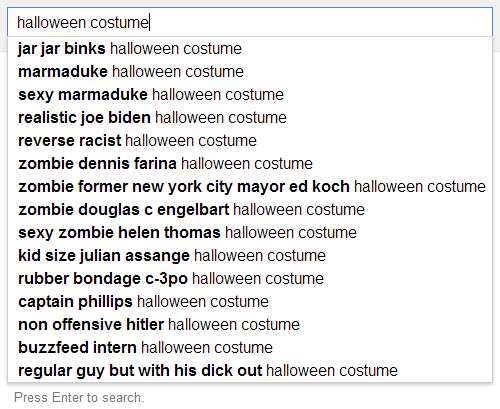 halloween costume
jar jar binks halloween costume
marmaduke halloween costume
sexy marmaduke halloween costume
realistic joe biden halloween costume
reverse racist halloween costume
zombie dennis farina halloween costume
zombie former new york city mayor ed koch halloween costume
zombie douglas c engelbart halloween costume
sexy zombie helen thomas halloween costume
kid size julian assange halloween costume
rubber bondage c-3po halloween costume
captain phillips halloween costume
non offensive hitler halloween costume
buzzfeed intern halloween costume
regular guy but with his dick out halloween costume
Press Enter to search.